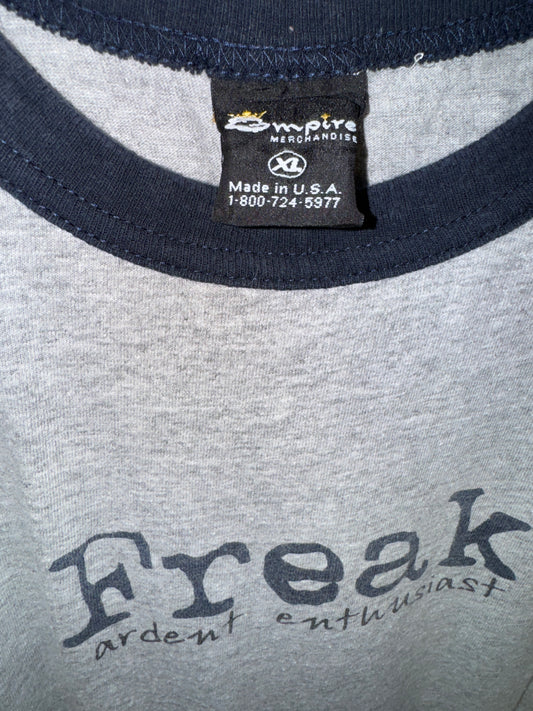 Empire
MERCHANDISE
XL
Made in U.S.A.
1-800-724-5977
Freak
ardent enthusiast